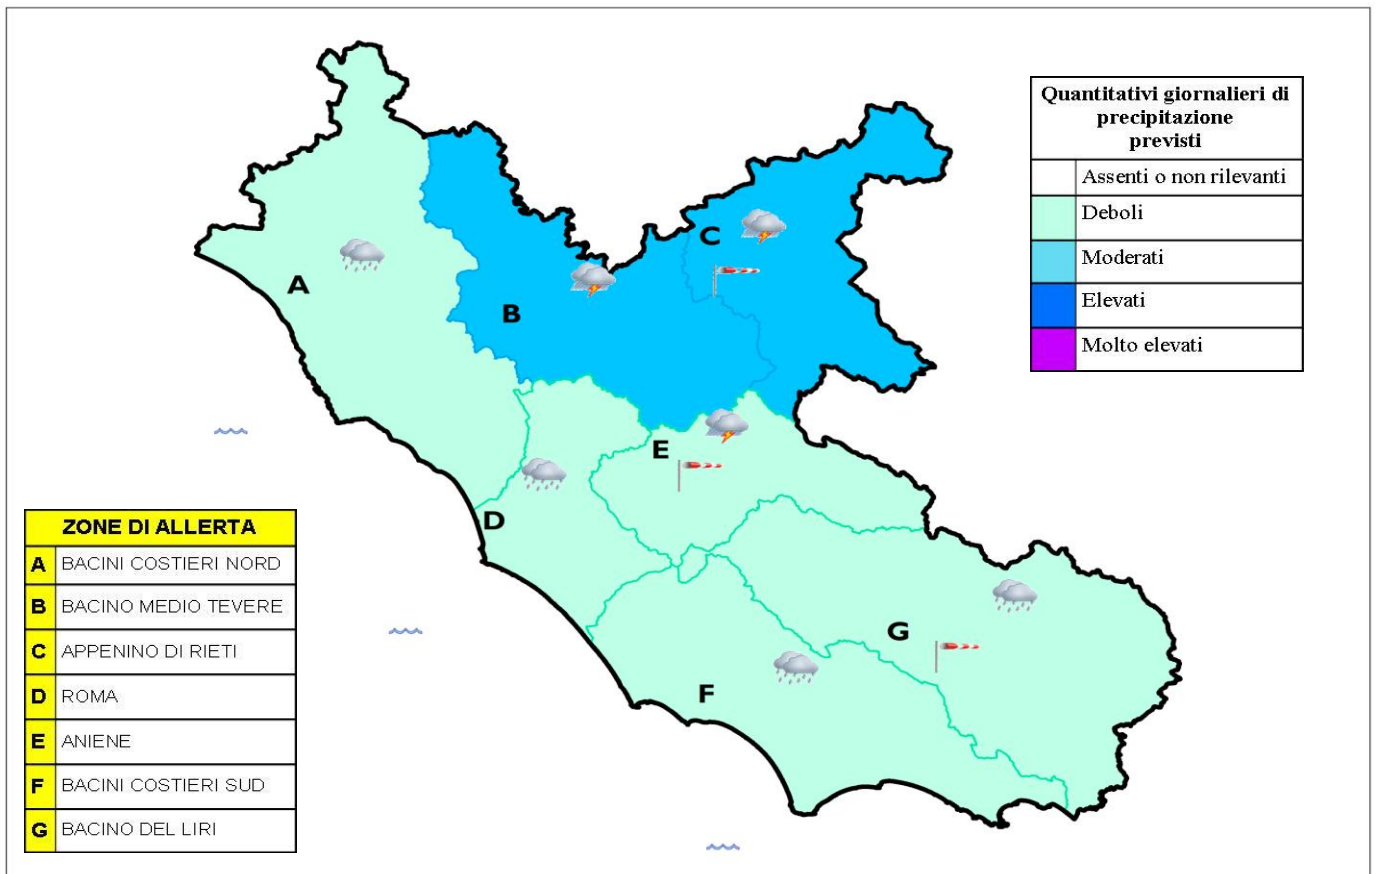 Quantitativi giornalieri di
precipitazione
previsti
Assenti o non rilevanti
Deboli
Moderati
Elevati
Molto elevati
A
B
C
D
E
F
G
ZONE DI ALLERTA
A BACINI COSTIERI NORD
B BACINO MEDIO TEVERE
C APPENINO DI RIETI
D ROMA
E ANIENE
F BACINI COSTIERI SUD
G BACINO DEL LIRI